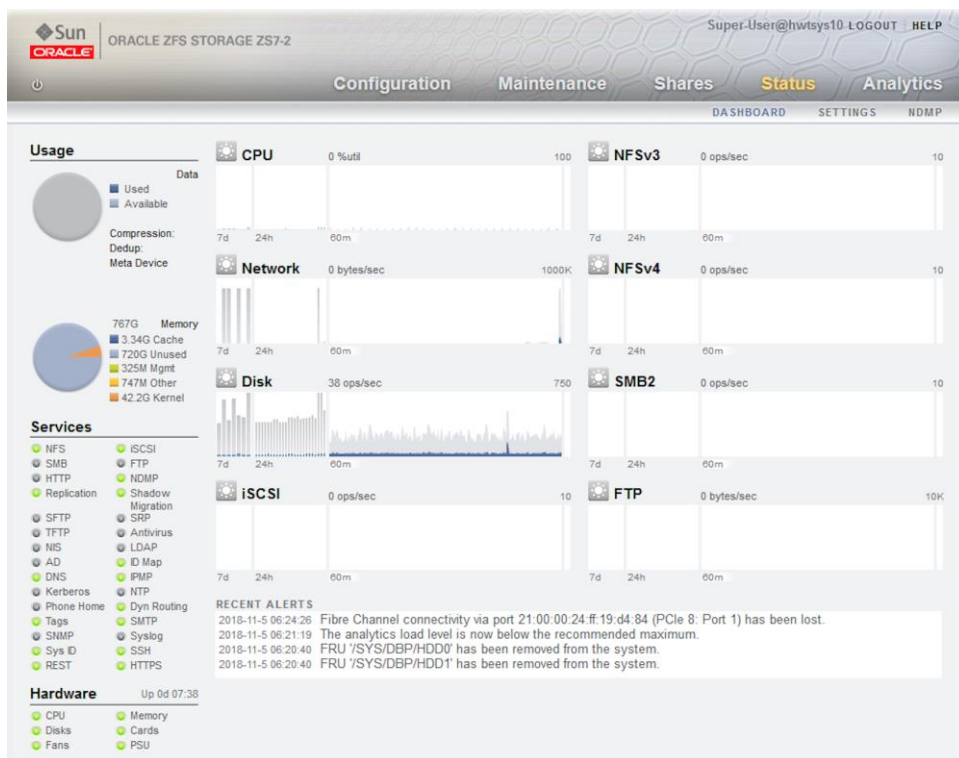 Sun
ORACLE
ORACLE ZFS STORAGE ZS7-2
Super-User@hwtsys10 LOGOUT HELP
Configuration Maintenance Shares Status Analytics
DASHBOARD SETTINGS NDMP
Usage
Data
Used
Available
Compression:
Dedup:
Meta Device
767G Memory
3.34G Cache
720G Unused
325M Mgmt
747M Other
42.2G Kernel
Services
NFS iSCSI
SMB FTP
HTTP NDMP
Replication Shadow Migration
SFTP SRP
TFTP Antivirus
NIS LDAP
AD ID Map
DNS IPMP
Kerberos NTP
Phone Home Dyn Routing
Tags SMTP
SNMP Syslog
Sys ID SSH
REST HTTPS
Hardware Up 0d 07:38
CPU Memory
Disks Cards
Fans PSU
CPU 0 %util 100
7d 24h 60m
Network 0 bytes/sec 1000K
7d 24h 60m
Disk 38 ops/sec 750
7d 24h 60m
iSCSI 0 ops/sec 10
7d 24h 60m
NFSv3 0 ops/sec 10
7d 24h 60m
NFSv4 0 ops/sec 10
7d 24h 60m
SMB2 0 ops/sec 10
7d 24h 60m
FTP 0 bytes/sec 10K
7d 24h 60m
RECENT ALERTS
2018-11-5 06:24:26 Fibre Channel connectivity via port 21:00:00:24:ff:19:d4:84 (PCIe 8: Port 1) has been lost.
2018-11-5 06:21:19 The analytics load level is now below the recommended maximum.
2018-11-5 06:20:40 FRU '/SYS/DBP/HDD0' has been removed from the system.
2018-11-5 06:20:40 FRU '/SYS/DBP/HDD1' has been removed from the system.